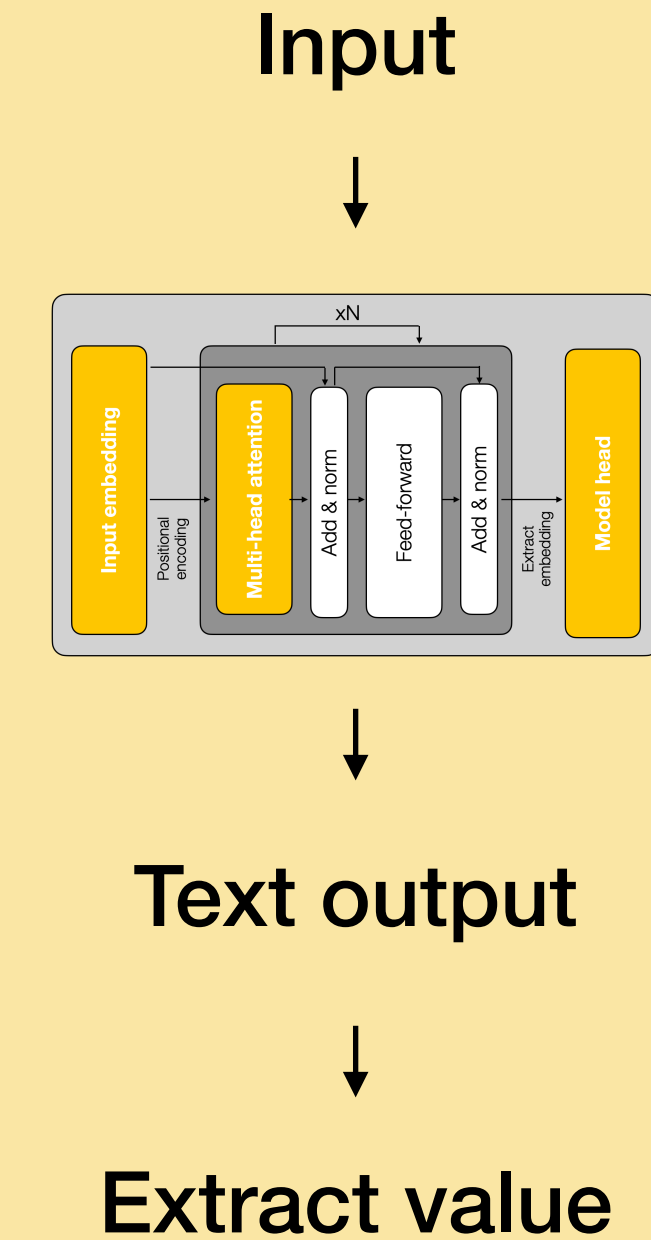 Input
xN
Input embedding
Positional
encoding
Multi-head attention
Add & norm
Feed-forward
Add & norm
Extract
embedding
Model head
Text output
Extract value